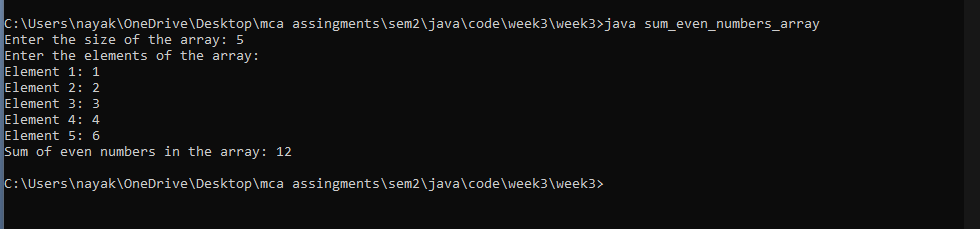 C:\Users\nayak\OneDrive\Desktop\mca assingments\sem2\java\code\week3\week3>java sum_even_numbers_array
Enter the size of the array: 5
Enter the elements of the array:
Element 1: 1
Element 2: 2
Element 3: 3
Element 4: 4
Element 5: 6
Sum of even numbers in the array: 12
C:\Users\nayak\OneDrive\Desktop\mca assingments\sem2\java\code\week3\week3>